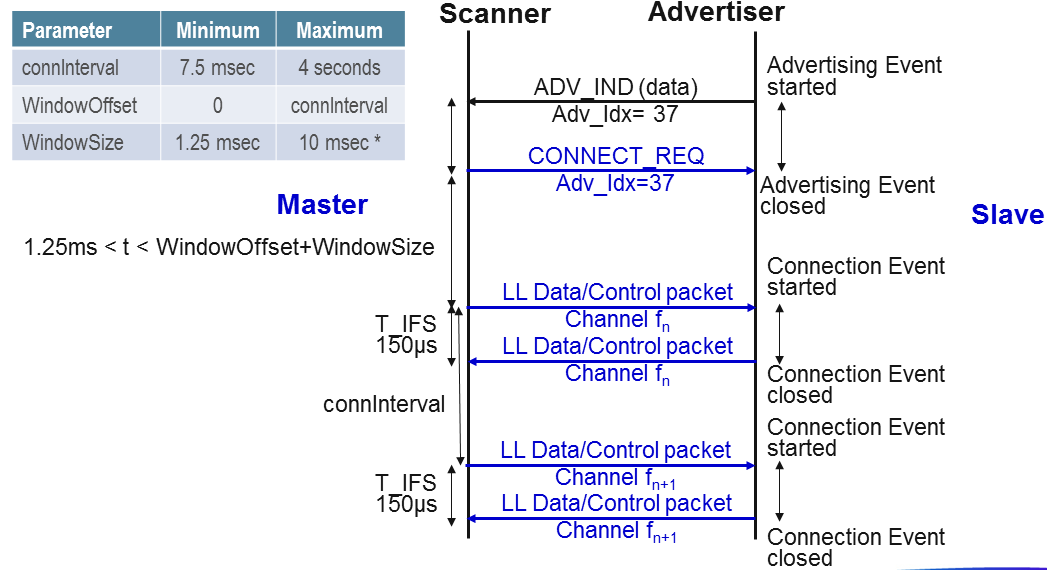 Scanner
Advertiser
Parameter Minimum Maximum
connInterval 7.5 msec 4 seconds
WindowOffset 0 connInterval
WindowSize 1.25 msec 10 msec *
Advertising Event
started
ADV_IND (data)
Adv_Idx= 37
CONNECT_REQ
Adv_Idx=37
Advertising Event
closed
Master
Slave
1.25ms < t < WindowOffset+WindowSize
Connection Event
started
LL Data/Control packet
Channel fn
T_IFS
150µs
LL Data/Control packet
Channel fn
Connection Event
closed
connInterval
Connection Event
started
LL Data/Control packet
Channel fn+1
T_IFS
150µs
LL Data/Control packet
Channel fn+1
Connection Event
closed